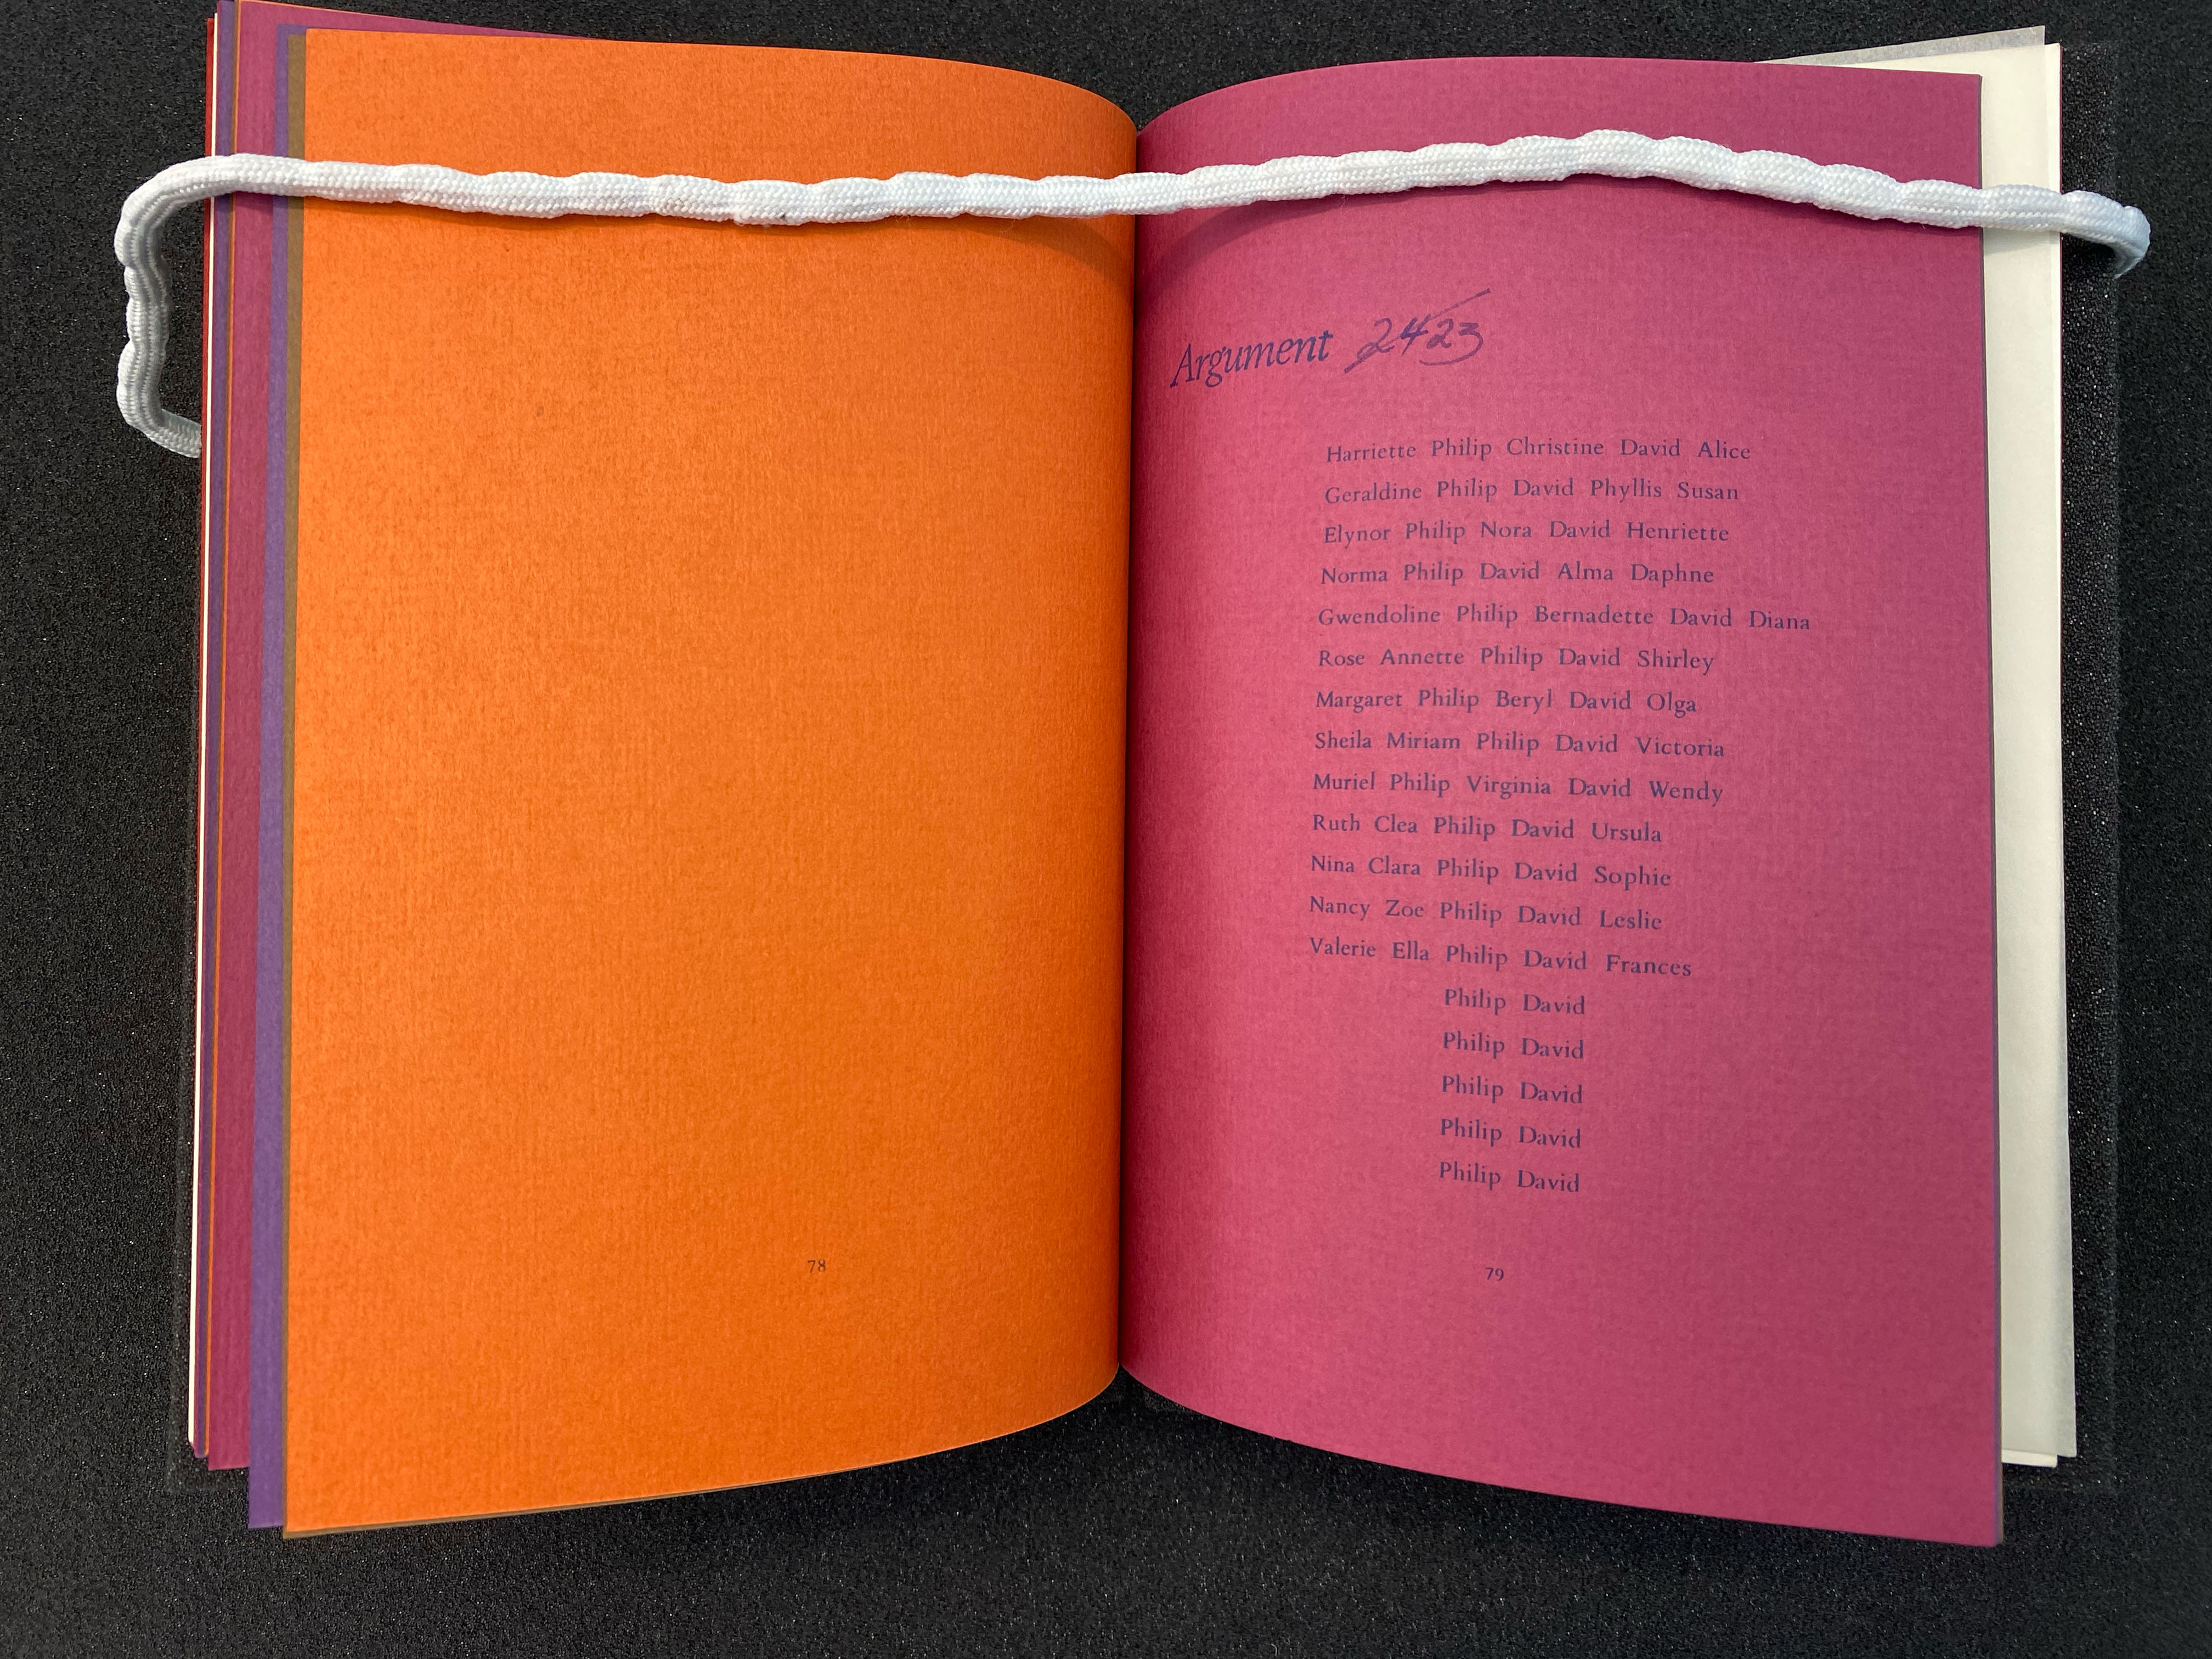 78
Argument 2423
Harriette Philip Christine David Alice
Geraldine Philip David Phyllis Susan
Elynor Philip Nora David Henriette
Norma Philip David Alma Daphne
Gwendoline Philip Bernadette David Diana
Rose Annette Philip David Shirley
Margaret Philip Beryl David Olga
Sheila Miriam Philip David Victoria
Muriel Philip Virginia David Wendy
Ruth Clea Philip David Ursula
Nina Clara Philip David Sophie
Nancy Zoe Philip David Leslie
Valerie Ella Philip David Frances
Philip David
Philip David
Philip David
Philip David
Philip David
79